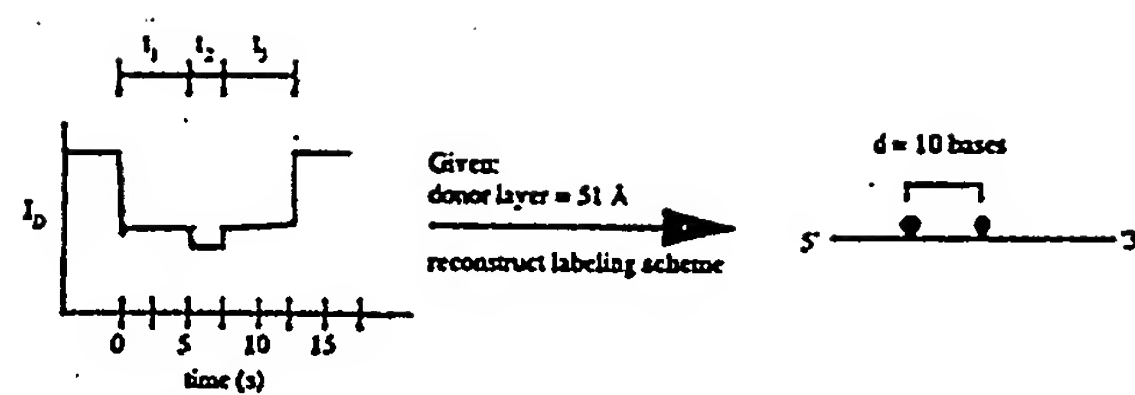 t₁ t₂ t₃
I_D
0 5 10 15
time (s)
Given:
donor layer = 51 Å
reconstruct labeling scheme
d = 10 bases
5' 3